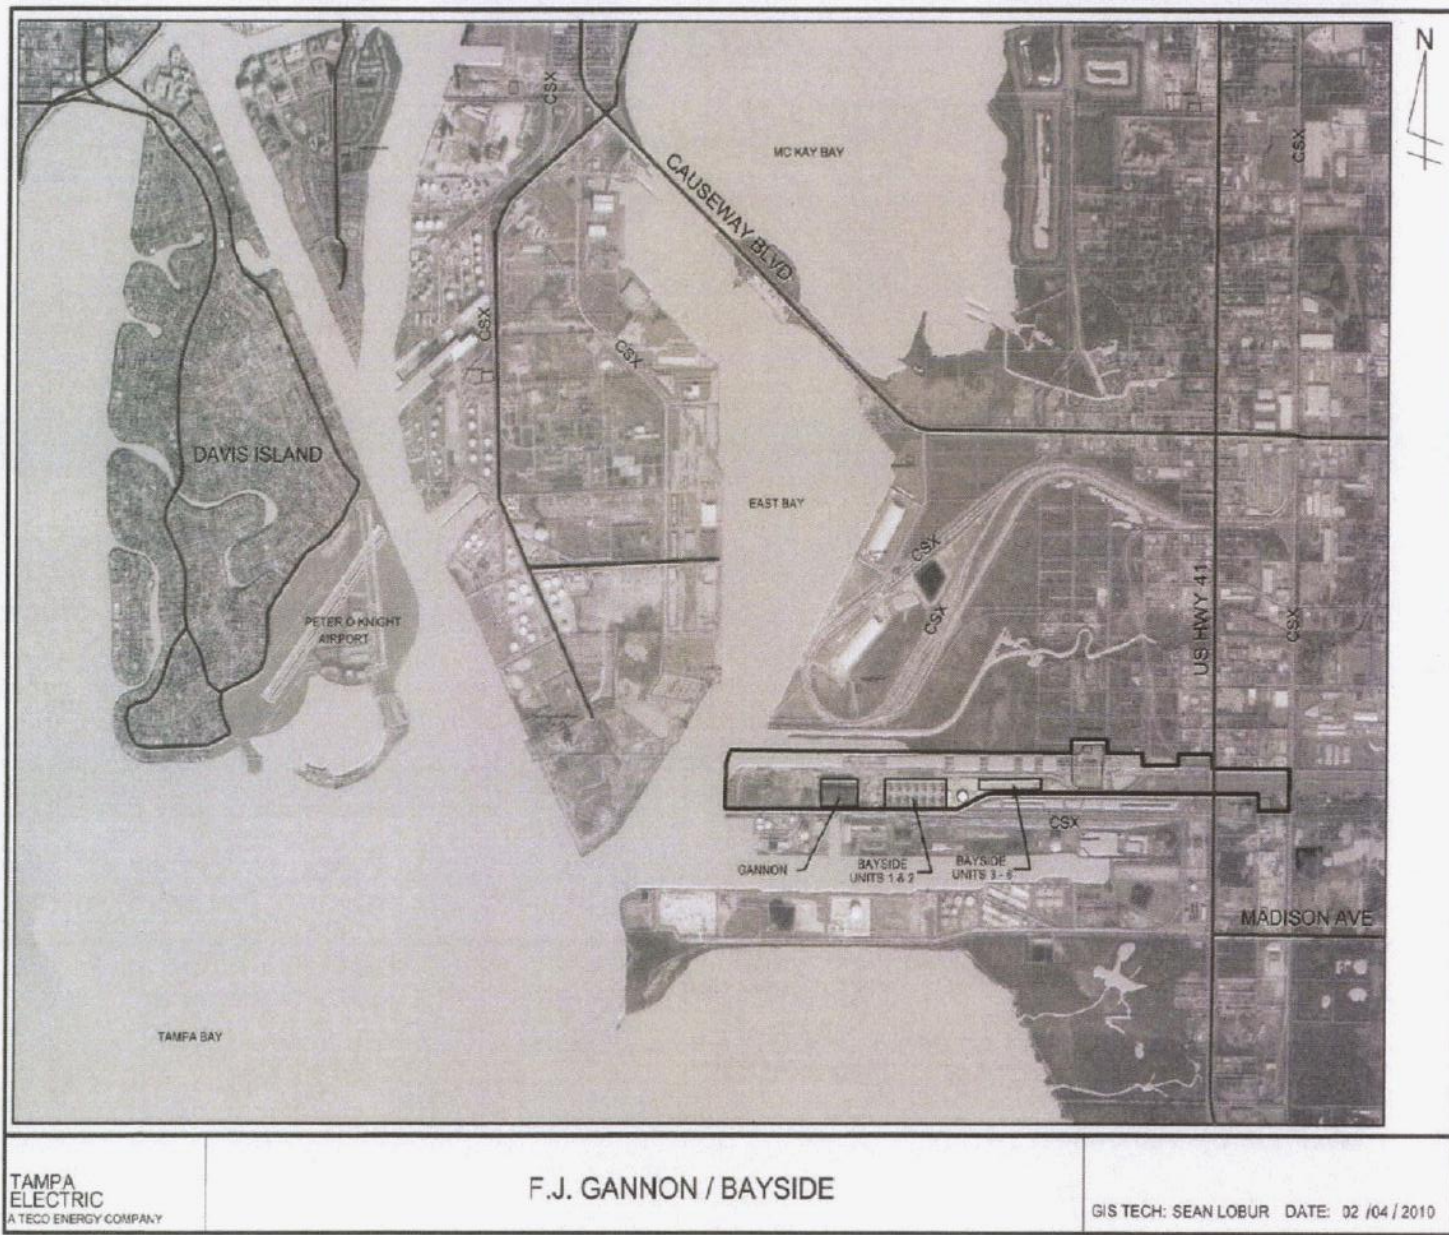 N
CSX
CSX
MC KAY BAY
CAUSEWAY BLVD
CSX
CSX
DAVIS ISLAND
EAST BAY
CSX
CSX
US HWY 41
CSX
PETER O KNIGHT
AIRPORT
CSX
GANNON
BAYSIDE
UNITS 1 & 2
BAYSIDE
UNITS 3 - 6
MADISON AVE
TAMPA BAY
TAMPA
ELECTRIC
A TECO ENERGY COMPANY
F.J. GANNON / BAYSIDE
GIS TECH: SEAN LOBUR DATE: 02 /04 / 2010